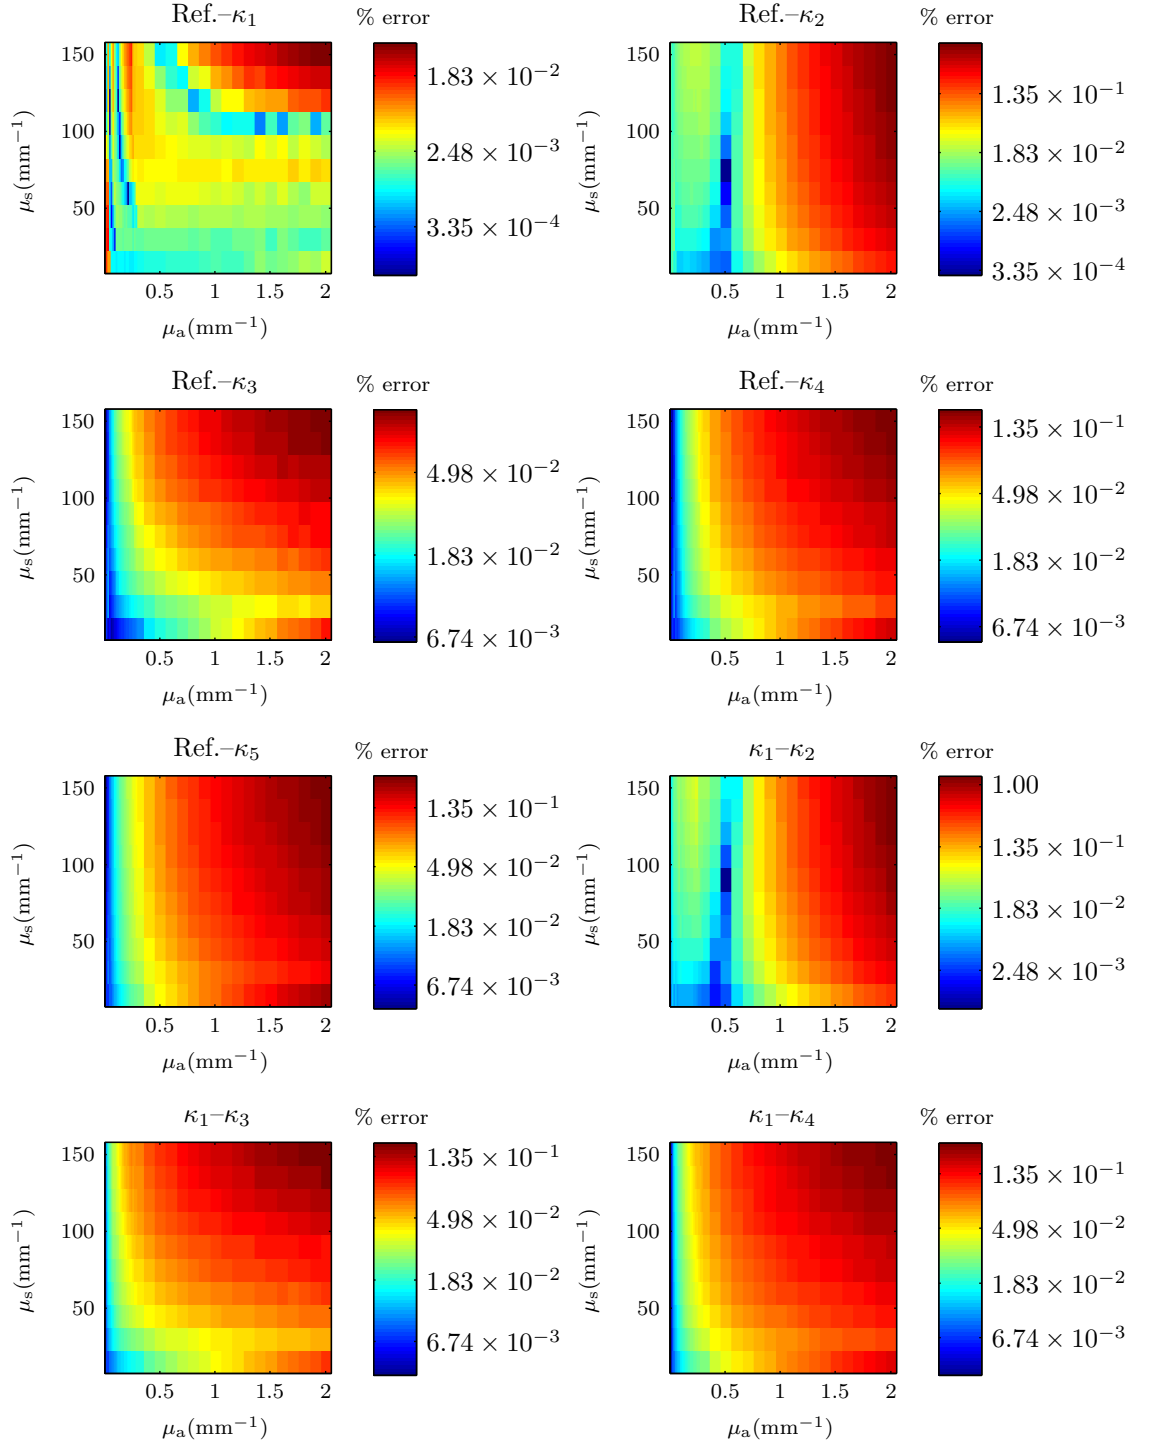 Ref.–κ₁
% error
150
100
50
μₛ(mm⁻¹)
0.5 1 1.5 2
μₐ(mm⁻¹)
1.83 × 10⁻²
2.48 × 10⁻³
3.35 × 10⁻⁴
Ref–κ₂
% error
150
100
50
μₛ(mm⁻¹)
0.5 1 1.5 2
μₐ(mm⁻¹)
1.35 × 10⁻¹
1.83 × 10⁻²
2.48 × 10⁻³
3.35 × 10⁻⁴
Ref.–κ₃
% error
150
100
50
μₛ(mm⁻¹)
0.5 1 1.5 2
μₐ(mm⁻¹)
4.98 × 10⁻²
1.83 × 10⁻²
6.74 × 10⁻³
Ref.–κ₄
% error
150
100
50
μₛ(mm⁻¹)
0.5 1 1.5 2
μₐ(mm⁻¹)
1.35 × 10⁻¹
4.98 × 10⁻²
1.83 × 10⁻²
6.74 × 10⁻³
Ref.–κ₅
% error
150
100
50
μₛ(mm⁻¹)
0.5 1 1.5 2
μₐ(mm⁻¹)
1.35 × 10⁻¹
4.98 × 10⁻²
1.83 × 10⁻²
6.74 × 10⁻³
κ₁–κ₂
% error
150
100
50
μₛ(mm⁻¹)
0.5 1 1.5 2
μₐ(mm⁻¹)
1.00
1.35 × 10⁻¹
1.83 × 10⁻²
2.48 × 10⁻³
κ₁–κ₃
% error
150
100
50
μₛ(mm⁻¹)
0.5 1 1.5 2
μₐ(mm⁻¹)
1.35 × 10⁻¹
4.98 × 10⁻²
1.83 × 10⁻²
6.74 × 10⁻³
κ₁–κ₄
% error
150
100
50
μₛ(mm⁻¹)
0.5 1 1.5 2
μₐ(mm⁻¹)
1.35 × 10⁻¹
4.98 × 10⁻²
1.83 × 10⁻²
6.74 × 10⁻³